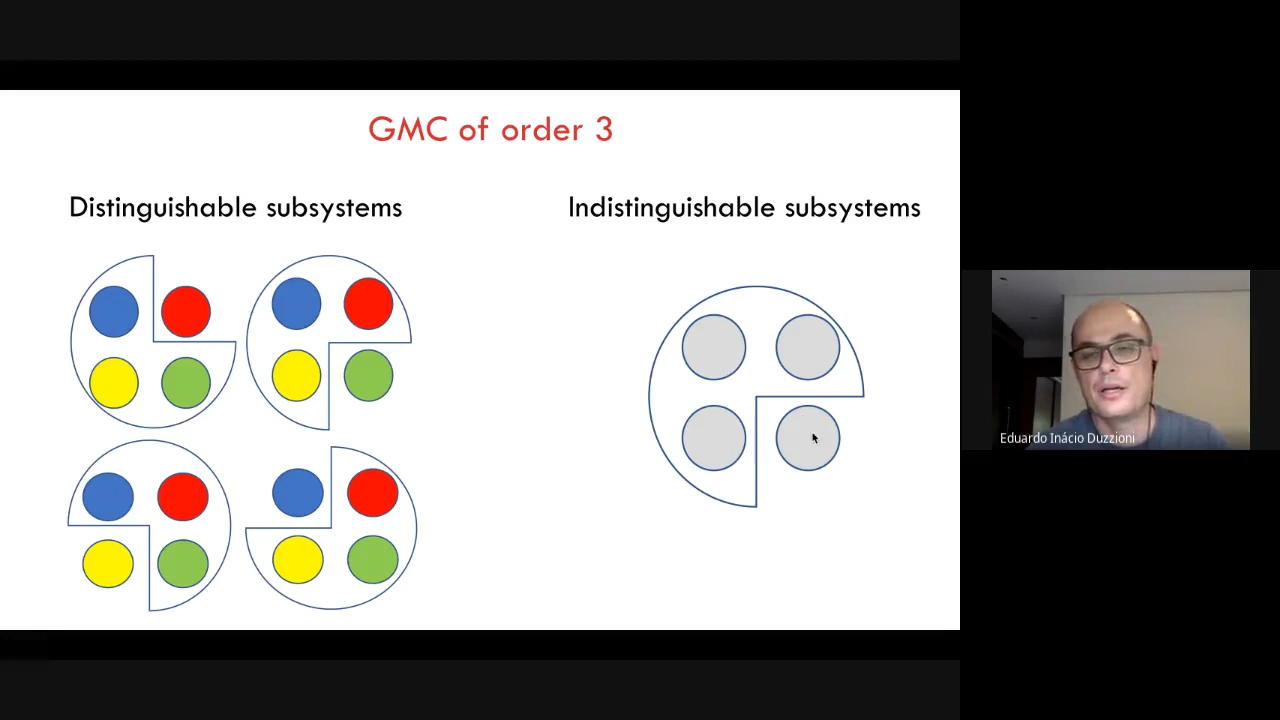 GMC of order 3
Distinguishable subsystems
Indistinguishable subsystems
Eduardo Inácio Duzzioni